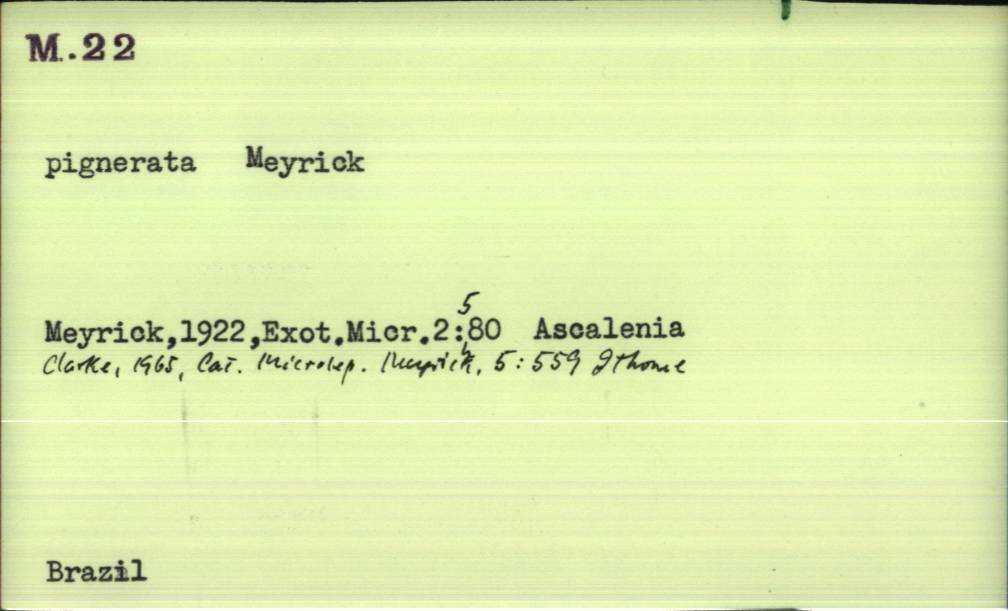 M.22
pignerata Meyrick
Meyrick,1922,Exot.Micr.2:580 Ascalenia
Clarke, 1965, Cat. Microlep. Meyrick, 5:559 Ithome
Brazil